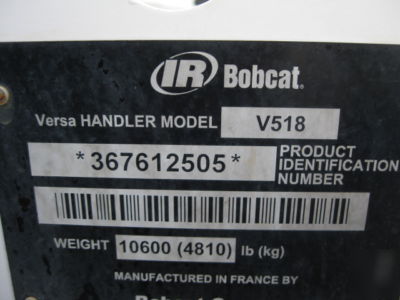 IR Bobcat.
Versa HANDLER MODEL V518
*367612505* PRODUCT
IDENTIFICATION
NUMBER
WEIGHT 10600 (4810) lb (kg)
MANUFACTURED IN FRANCE BY